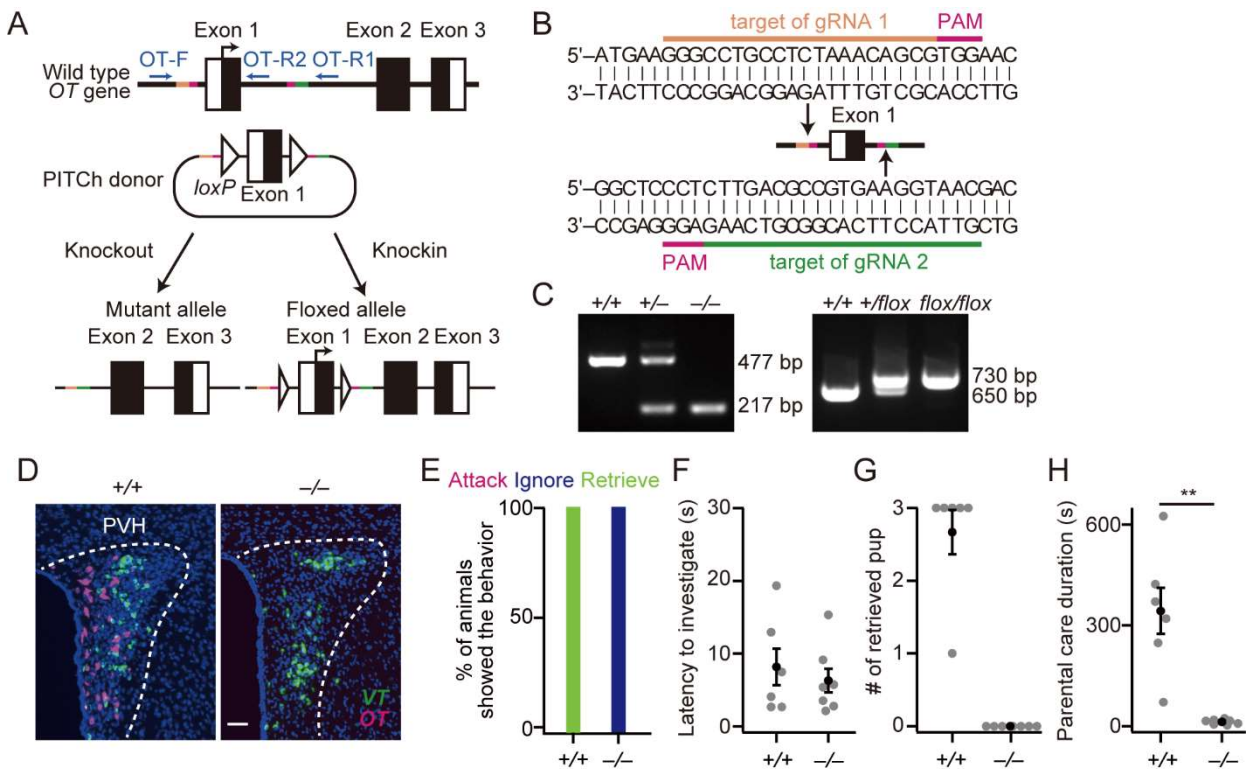 A
Exon 1
Exon 2 Exon 3
OT-F
OT-R2 OT-R1
Wild type
OT gene
PITCh donor
loxP
Exon 1
Knockout
Knockin
Mutant allele
Floxed allele
Exon 2 Exon 3
Exon 1 Exon 2 Exon 3
B
target of gRNA 1
PAM
5'–ATGAAGGGCCTGCCTCTAAACAGCGTGGAAC
3'–TACTTCCCGGACGGAGATTTGTCGCACCTTG
Exon 1
5'–GGCTCCCTCTTGACGCCGTGAAGGTAACGAC
3'–CCGAGGGAGAACTGCGGCACTTCCATTGCTG
PAM
target of gRNA 2
C
+/+ +/– –/–
477 bp
217 bp
+/+ +/flox flox/flox
730 bp
650 bp
D
+/+
–/–
PVH
VT
OT
E
Attack Ignore Retrieve
% of animals
showed the behavior
100
50
0
+/+ –/–
F
Latency to investigate (s)
30
20
10
0
+/+ –/–
G
# of retrieved pup
3
2
1
0
+/+ –/–
H
Parental care duration (s)
**
600
300
0
+/+ –/–